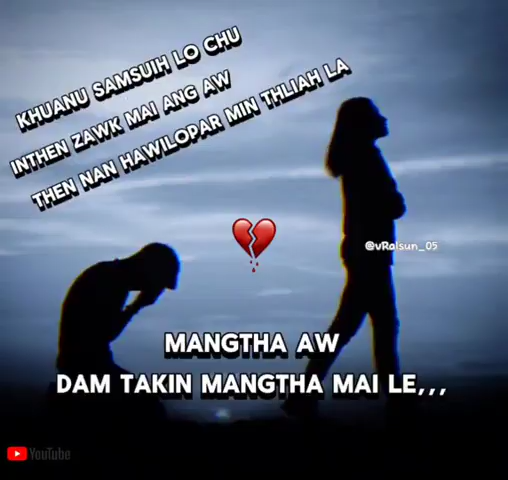 KHUANU SAMSUIH LO CHU
INTHEN ZAWK MAI ANG AW
THEN NAN HAWILOPAR MIN THLIAH LA
@vRalsun_05
MANGTHA AW
DAM TAKIN MANGTHA MAI LE,,,
YouTube